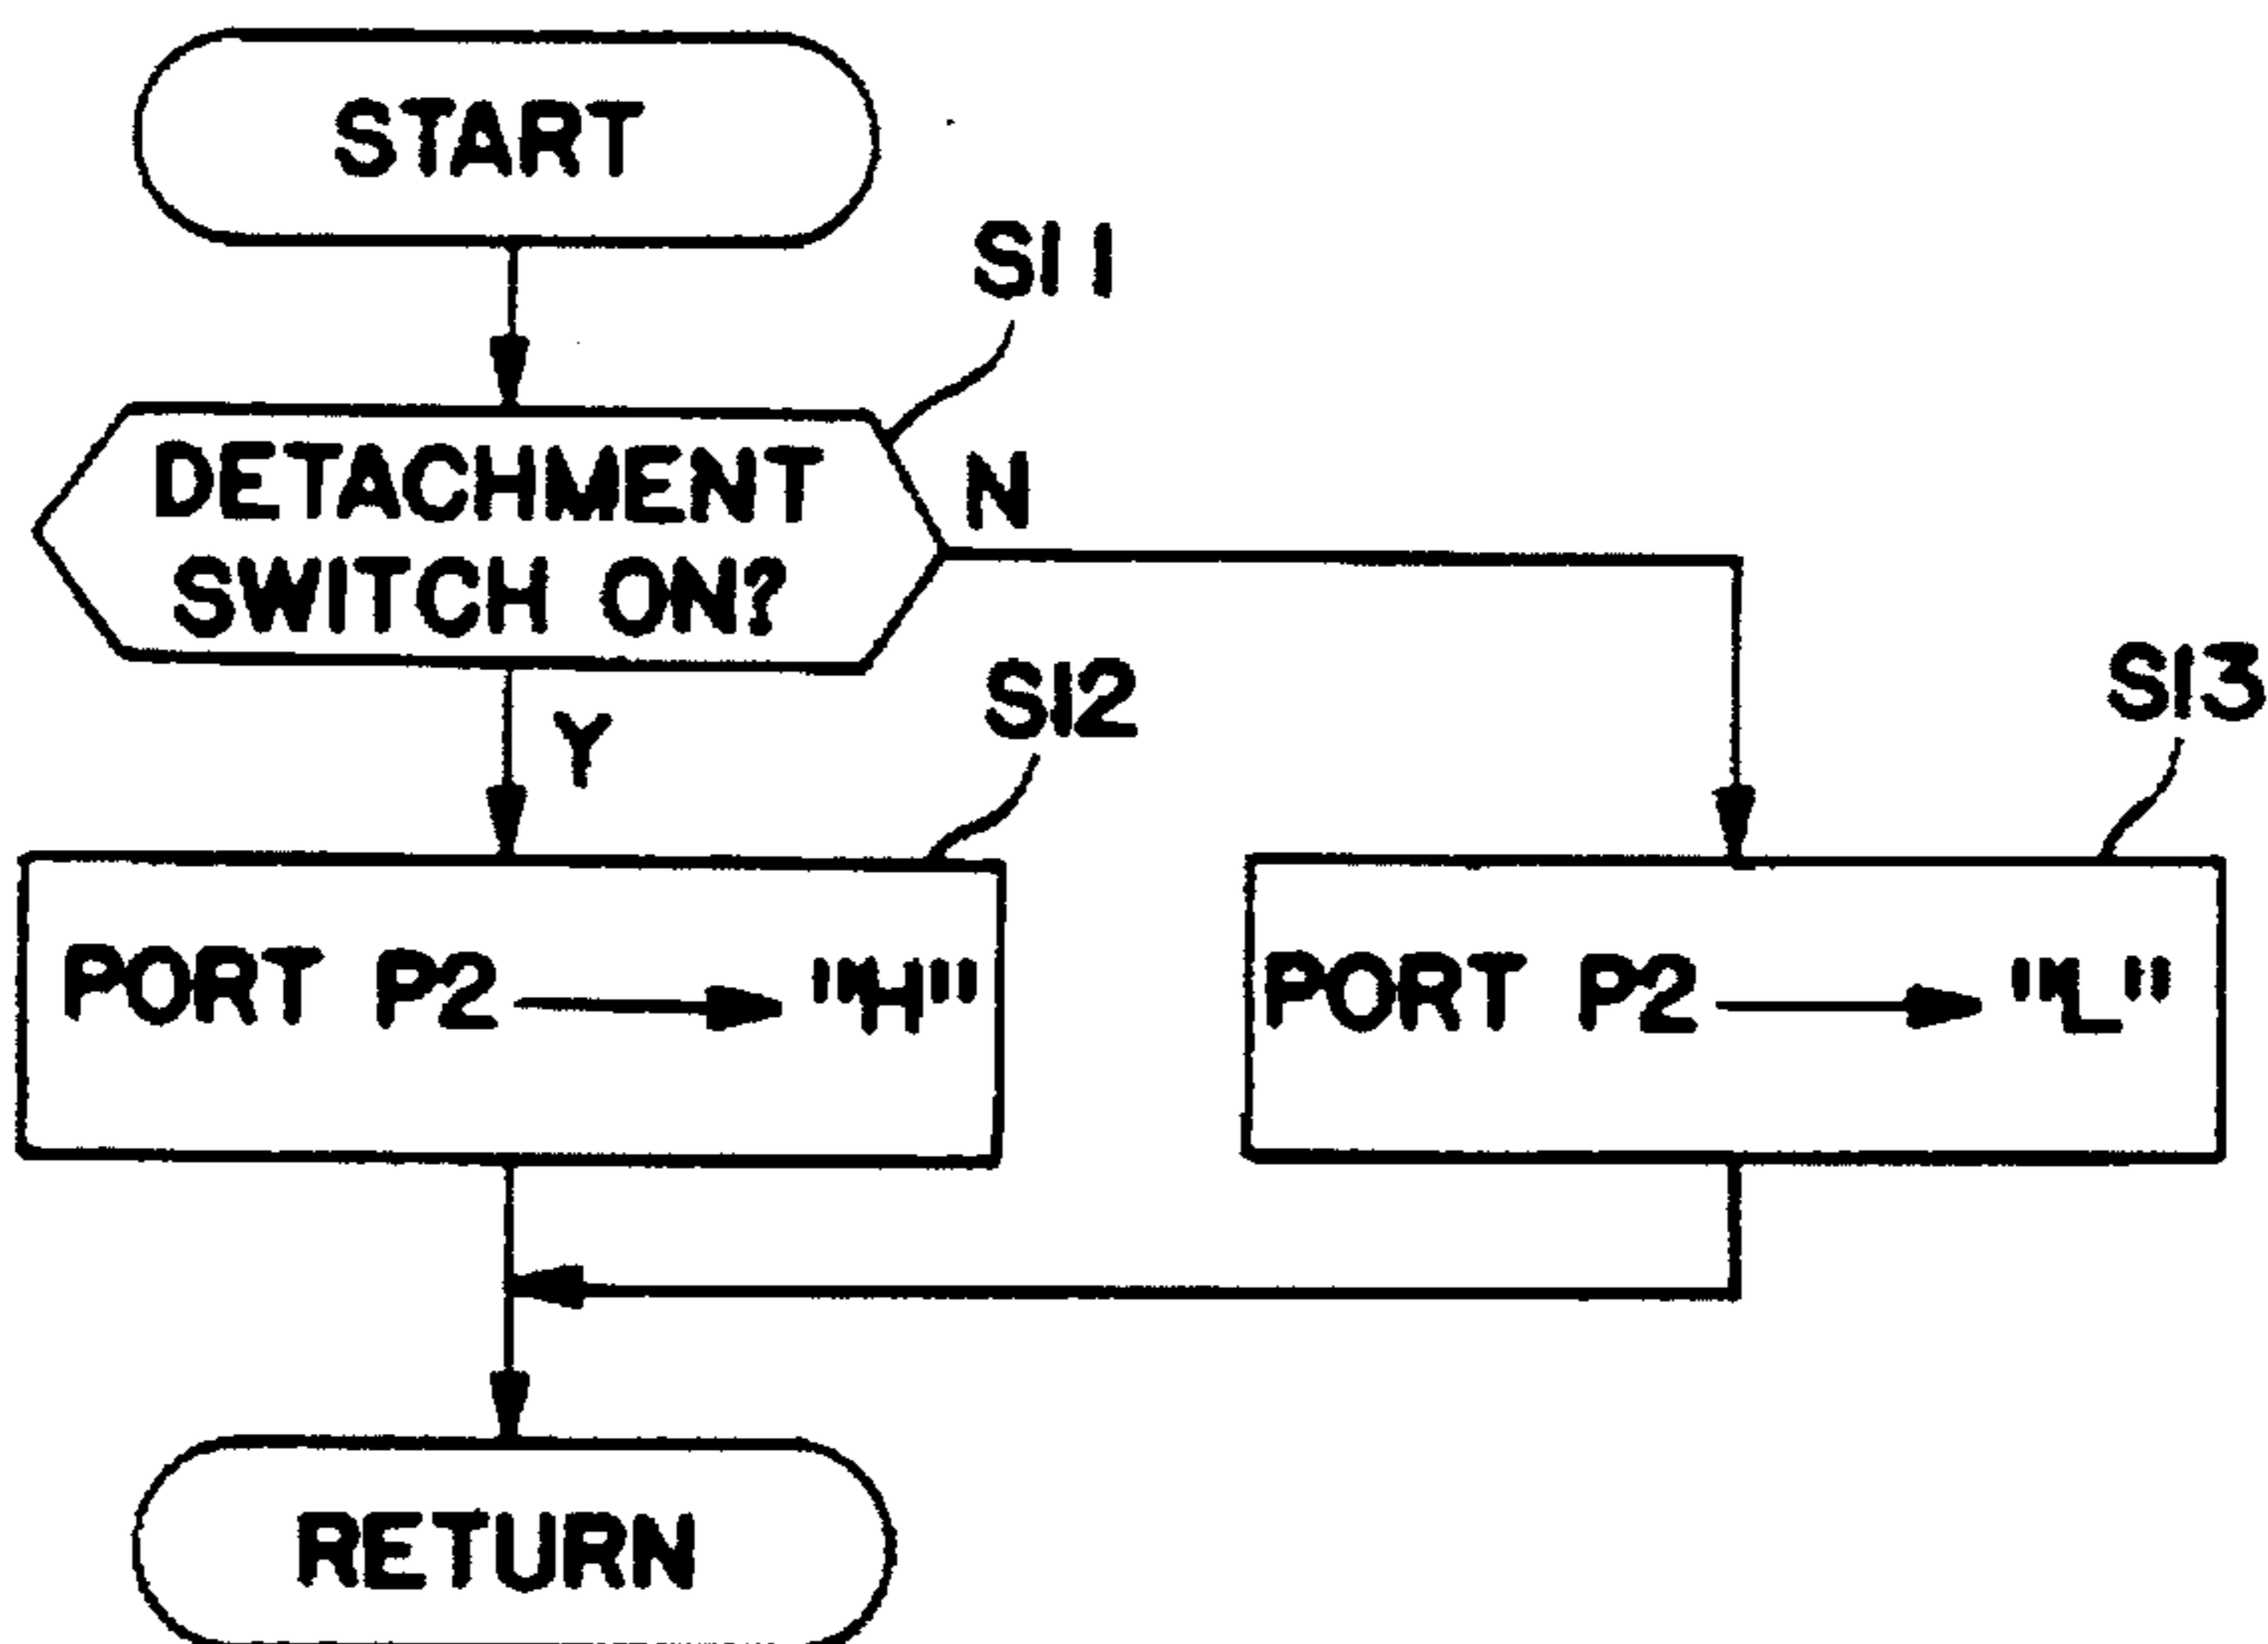 START
S11
DETACHMENT
SWITCH ON?
N
Y
S12
S13
PORT P2 → "H"
PORT P2 → "L"
RETURN